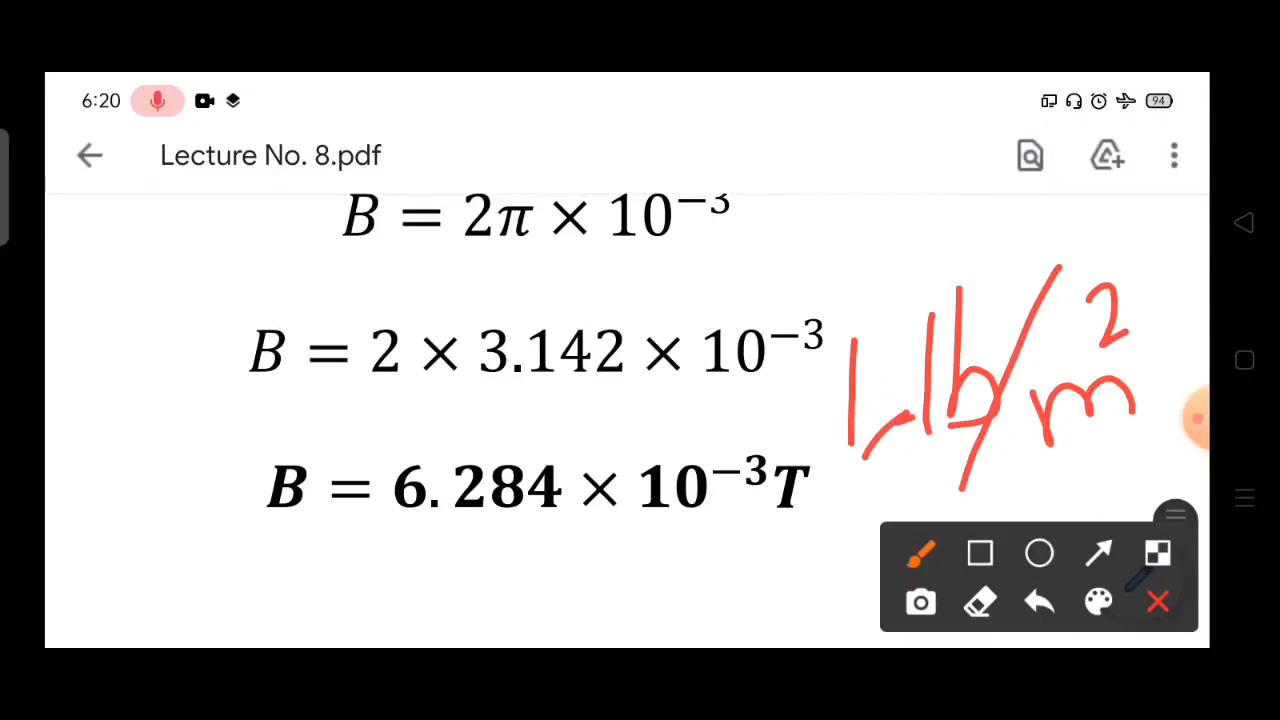 6:20
94
Lecture No. 8.pdf
B = 2π × 10⁻³
B = 2 × 3.142 × 10⁻³
Wb/m²
B = 6.284 × 10⁻³T